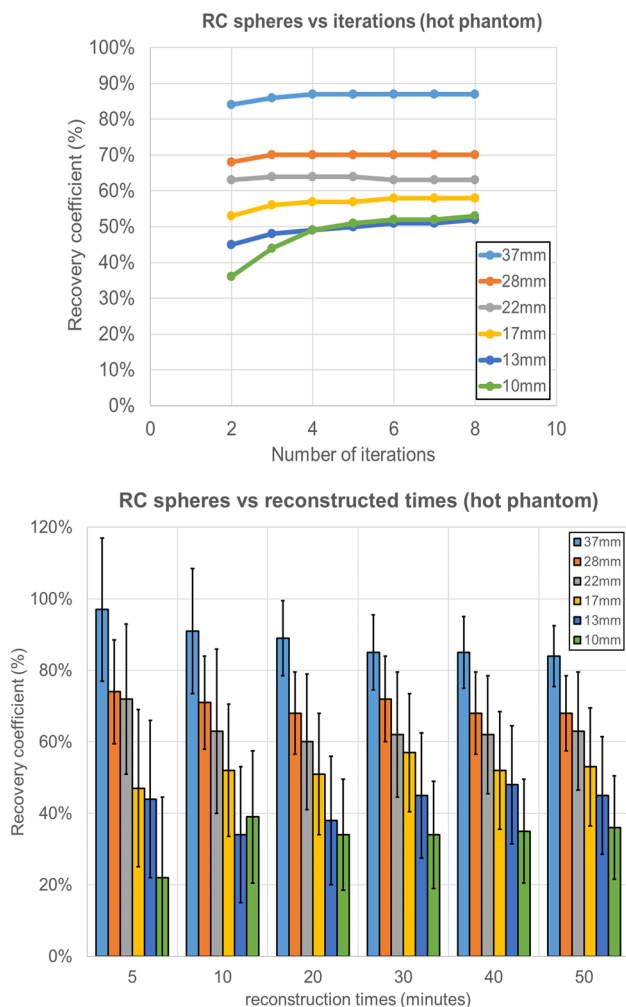 RC spheres vs iterations (hot phantom)
100%
90%
80%
70%
60%
50%
40%
30%
20%
10%
0%
Recovery coefficient (%)
0
2
4
6
8
10
Number of iterations
37mm
28mm
22mm
17mm
13mm
10mm
RC spheres vs reconstructed times (hot phantom)
120%
100%
80%
60%
40%
20%
0%
Recovery coefficient (%)
5
10
20
30
40
50
reconstruction times (minutes)
37mm
28mm
22mm
17mm
13mm
10mm